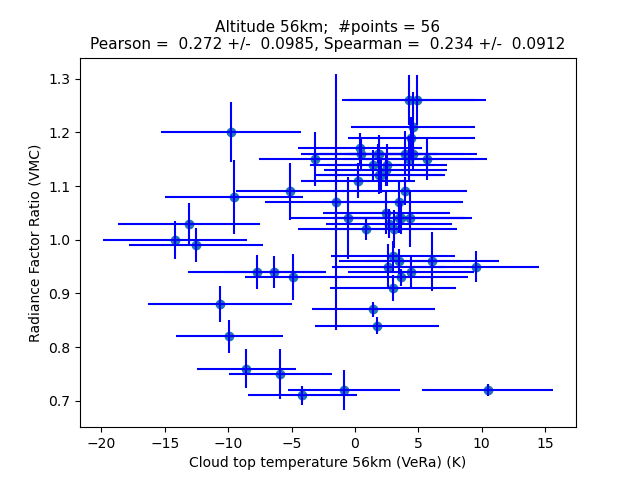 Altitude 56km;  #points = 56
Pearson =  0.272 +/-  0.0985, Spearman =  0.234 +/-  0.0912
Radiance Factor Ratio (VMC)
1.3
1.2
1.1
1.0
0.9
0.8
0.7
−20 −15 −10 −5 0 5 10 15
Cloud top temperature 56km (VeRa) (K)